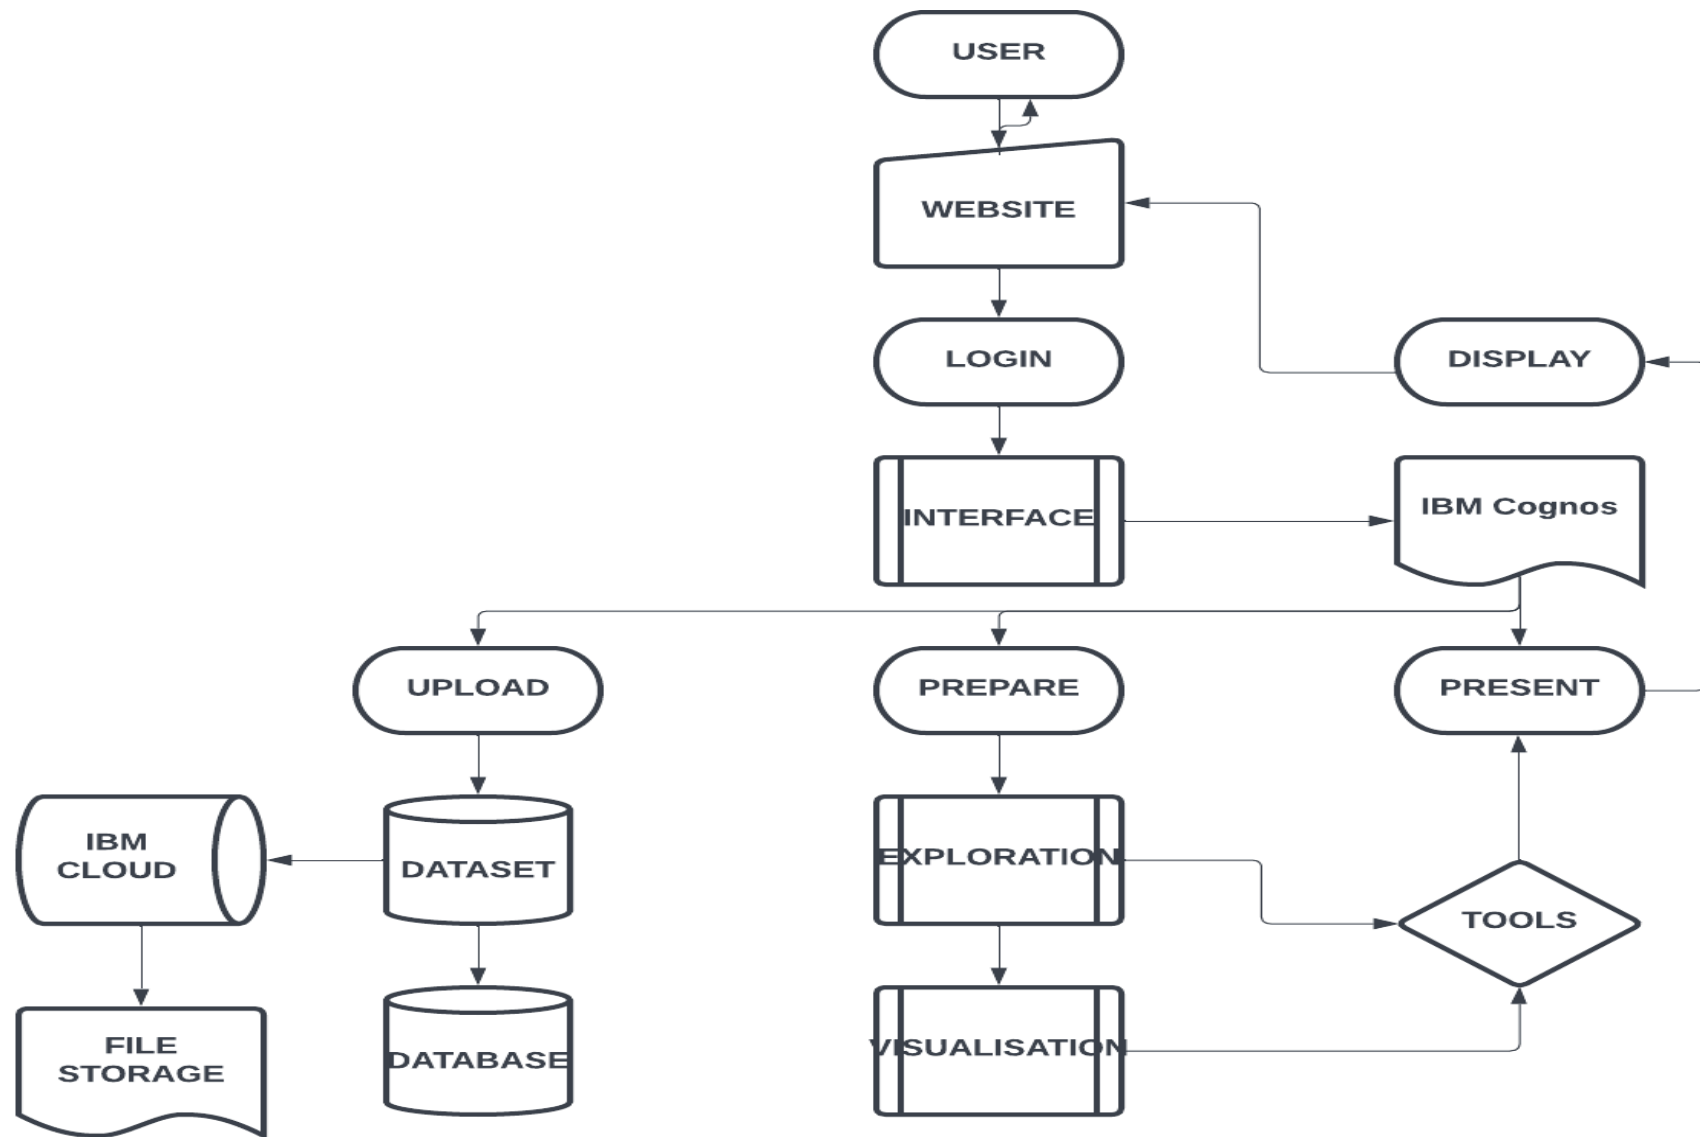 USER
WEBSITE
LOGIN
DISPLAY
INTERFACE
IBM Cognos
UPLOAD
PREPARE
PRESENT
IBM
CLOUD
DATASET
EXPLORATION
TOOLS
FILE
STORAGE
DATABASE
VISUALISATION